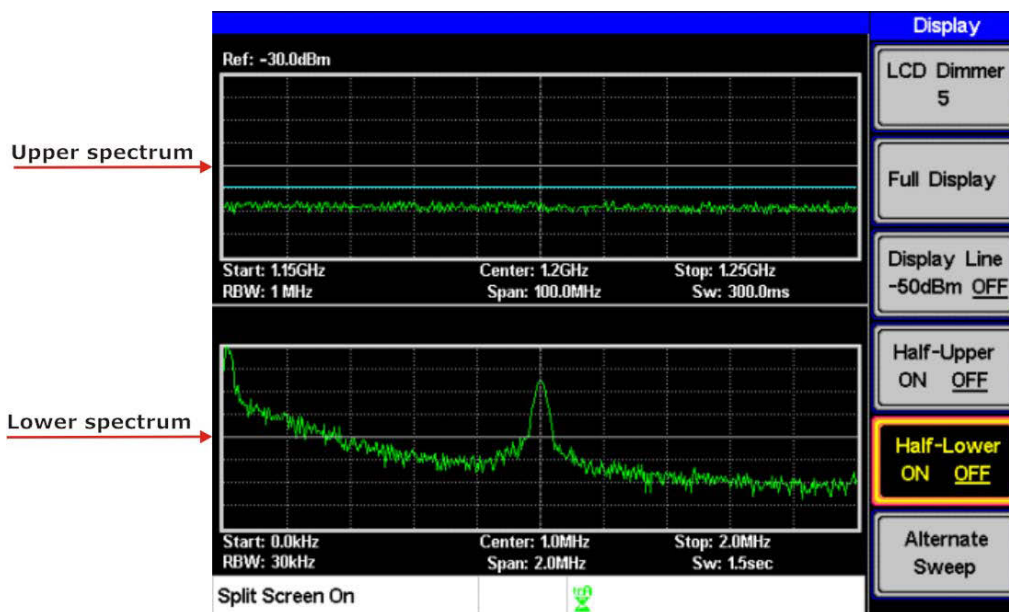 Display
Ref: -30.0dBm
LCD Dimmer
5
Upper spectrum
Full Display
Start: 1.15GHz Center: 1.2GHz Stop: 1.25GHz
RBW: 1 MHz Span: 100.0MHz Sw: 300.0ms
Display Line
-50dBm OFF
Half-Upper
ON OFF
Lower spectrum
Half-Lower
ON OFF
Start: 0.0kHz Center: 1.0MHz Stop: 2.0MHz
RBW: 30kHz Span: 2.0MHz Sw: 1.5sec
Alternate
Sweep
Split Screen On